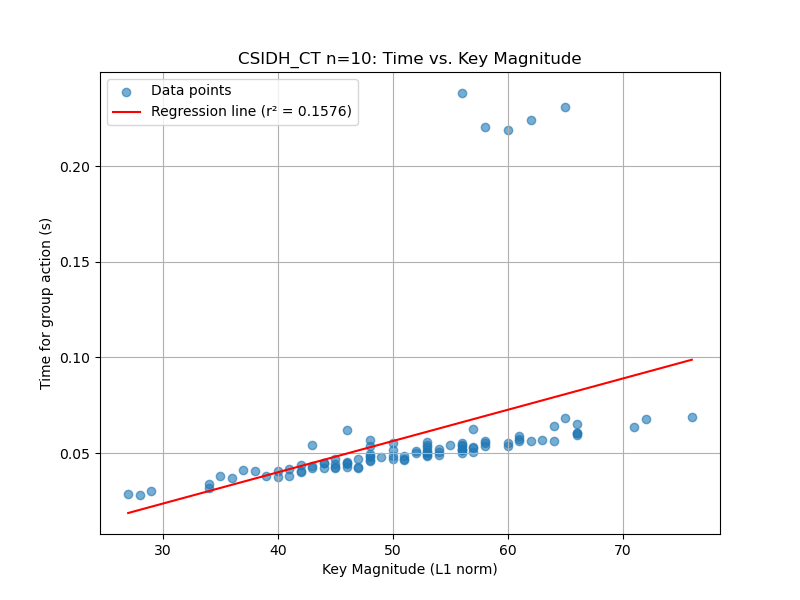 CSIDH_CT n=10: Time vs. Key Magnitude
Data points
Regression line (r² = 0.1576)
0.20
0.15
0.10
0.05
Time for group action (s)
30 40 50 60 70
Key Magnitude (L1 norm)